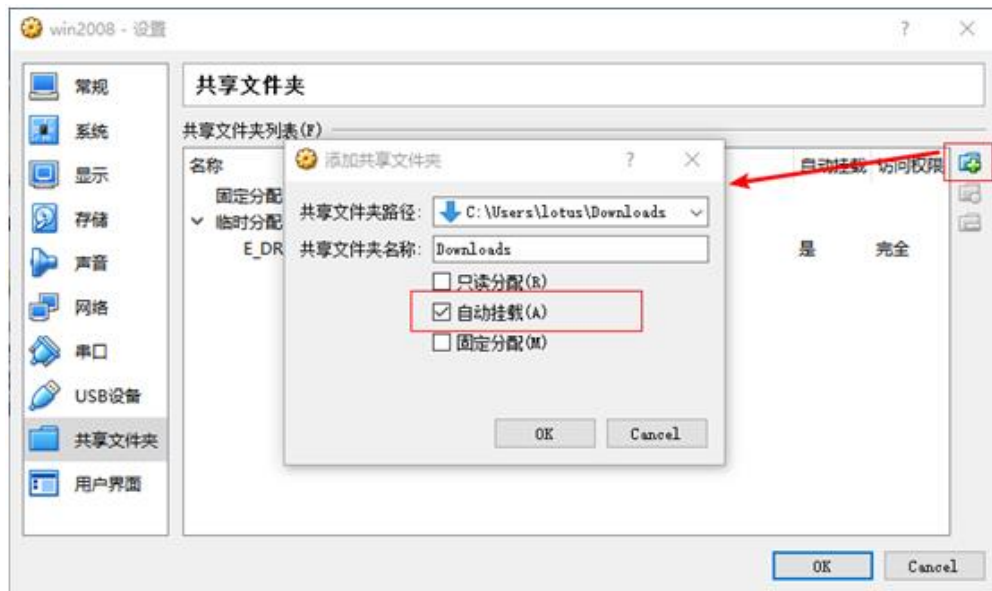 win2008 - 设置 ? ×
常规
系统
显示
存储
声音
网络
串口
USB设备
共享文件夹
用户界面
共享文件夹
共享文件夹列表(F)
名称 自动挂载 访问权限
固定分配
临时分配
E_DR 是 完全
添加共享文件夹 ? ×
共享文件夹路径: C:\Users\lotus\Downloads
共享文件夹名称: Downloads
只读分配(R)
自动挂载(A)
固定分配(M)
OK Cancel
OK Cancel